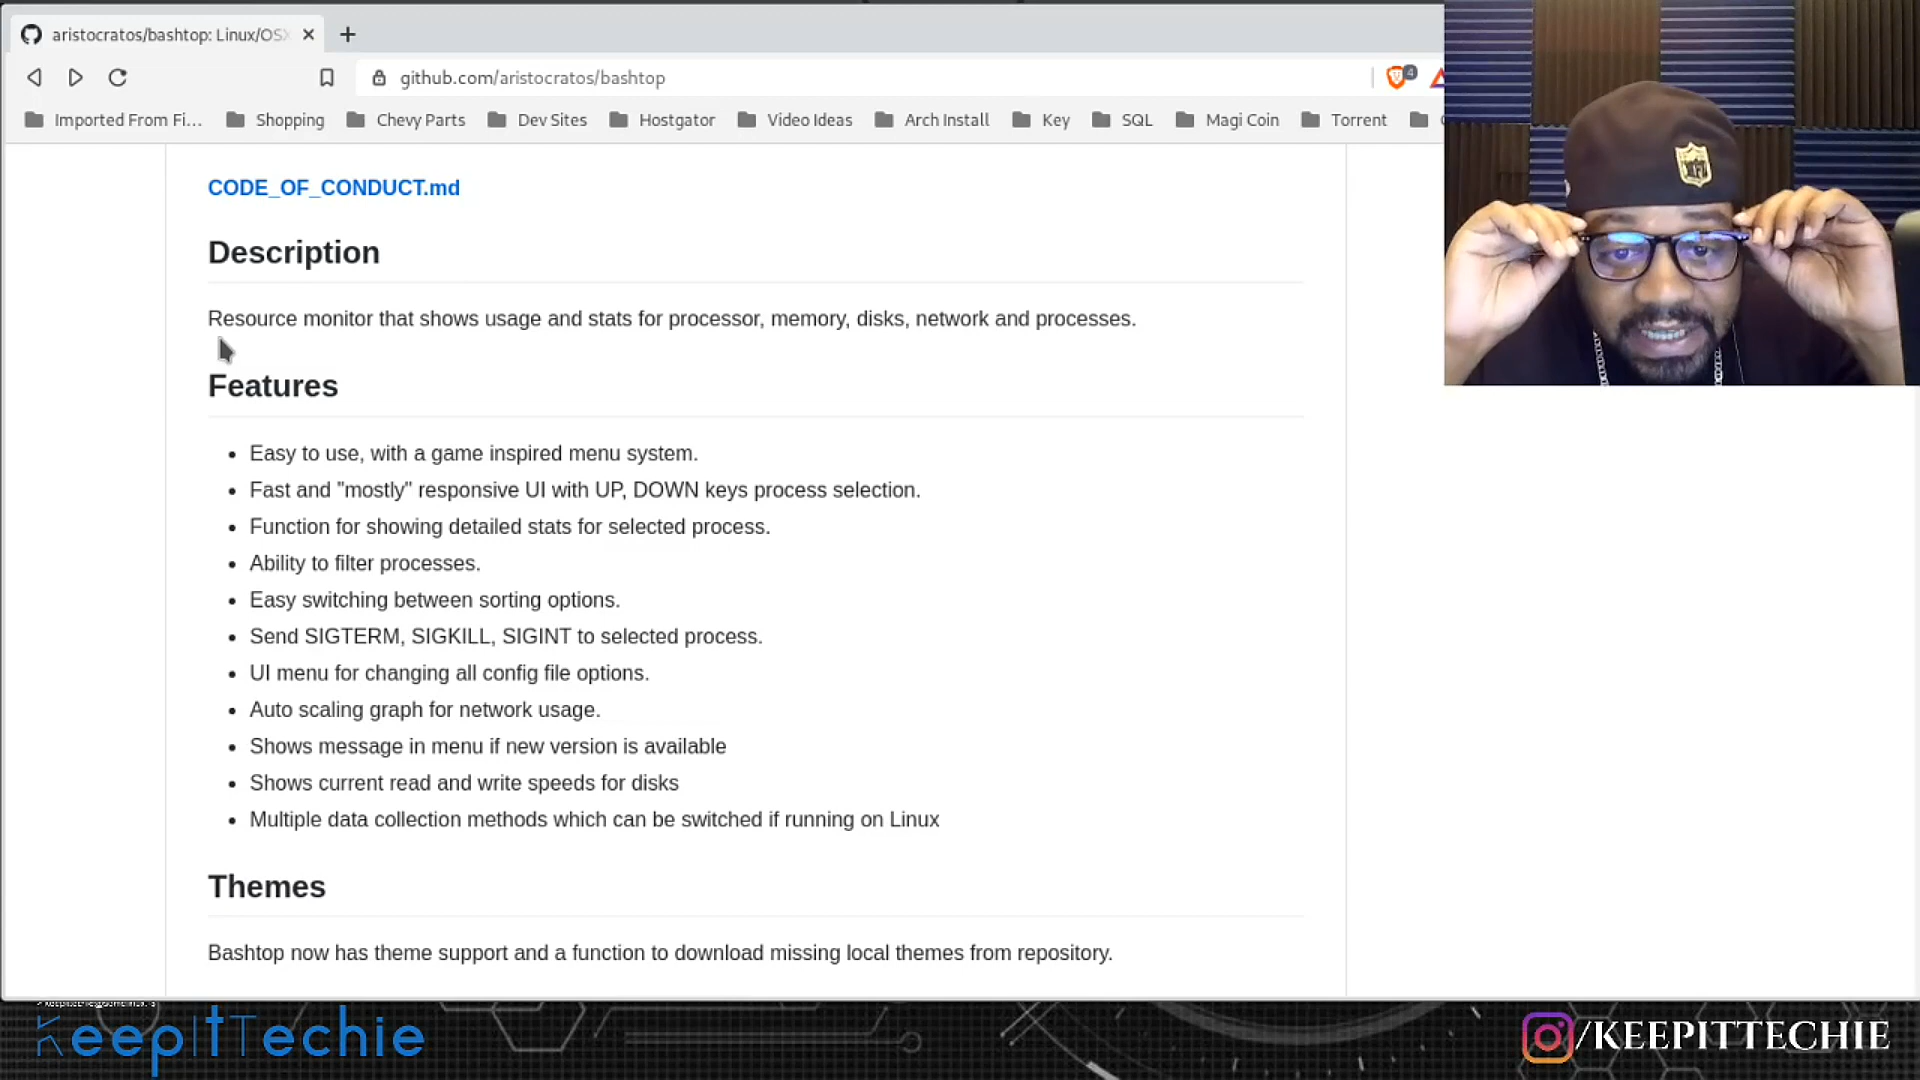 aristocratos/bashtop: Linux/OSX
github.com/aristocratos/bashtop
4
Imported From Fi...
Shopping
Chevy Parts
Dev Sites
Hostgator
Video Ideas
Arch Install
Key
SQL
Magi Coin
Torrent
CODE_OF_CONDUCT.md
Description
Resource monitor that shows usage and stats for processor, memory, disks, network and processes.
Features
Easy to use, with a game inspired menu system.
Fast and "mostly" responsive UI with UP, DOWN keys process selection.
Function for showing detailed stats for selected process.
Ability to filter processes.
Easy switching between sorting options.
Send SIGTERM, SIGKILL, SIGINT to selected process.
UI menu for changing all config file options.
Auto scaling graph for network usage.
Shows message in menu if new version is available
Shows current read and write speeds for disks
Multiple data collection methods which can be switched if running on Linux
Themes
Bashtop now has theme support and a function to download missing local themes from repository.
KeepItTechie
/KEEPITTECHIE